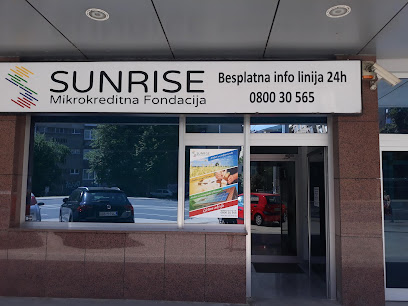 SUNRISE
Mikrokreditna Fondacija
Besplatna info linija 24h
0800 30 565